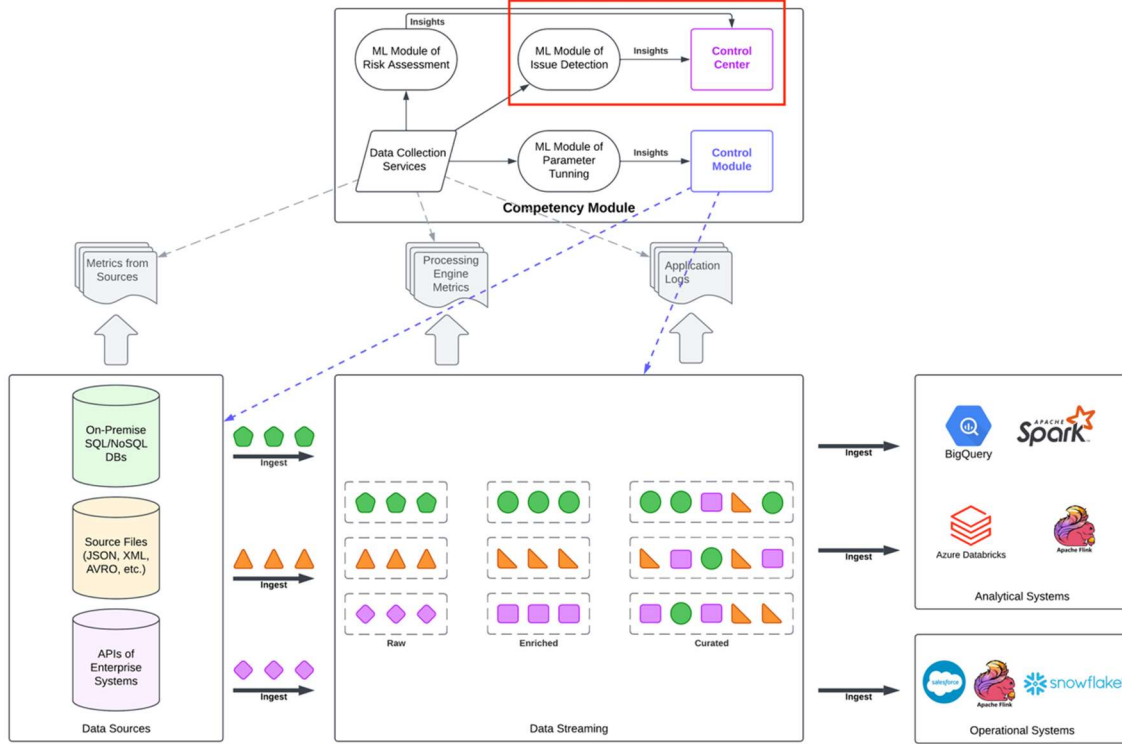 Insights
ML Module of
Risk Assessment
ML Module of
Issue Detection
Insights
Control
Center
Data Collection
Services
ML Module of
Parameter
Tunning
Insights
Control
Module
Competency Module
Metrics from
Sources
Processing
Engine
Metrics
Application
Logs
On-Premise
SQL/NoSQL
DBs
Source Files
(JSON, XML,
AVRO, etc.)
APIs of
Enterprise
Systems
Data Sources
Ingest
Ingest
Ingest
Raw
Enriched
Curated
Data Streaming
Ingest
Ingest
Ingest
BigQuery
APACHE
Spark
Azure Databricks
Apache Flink
Analytical Systems
salesforce
Apache Flink
snowflake
Operational Systems